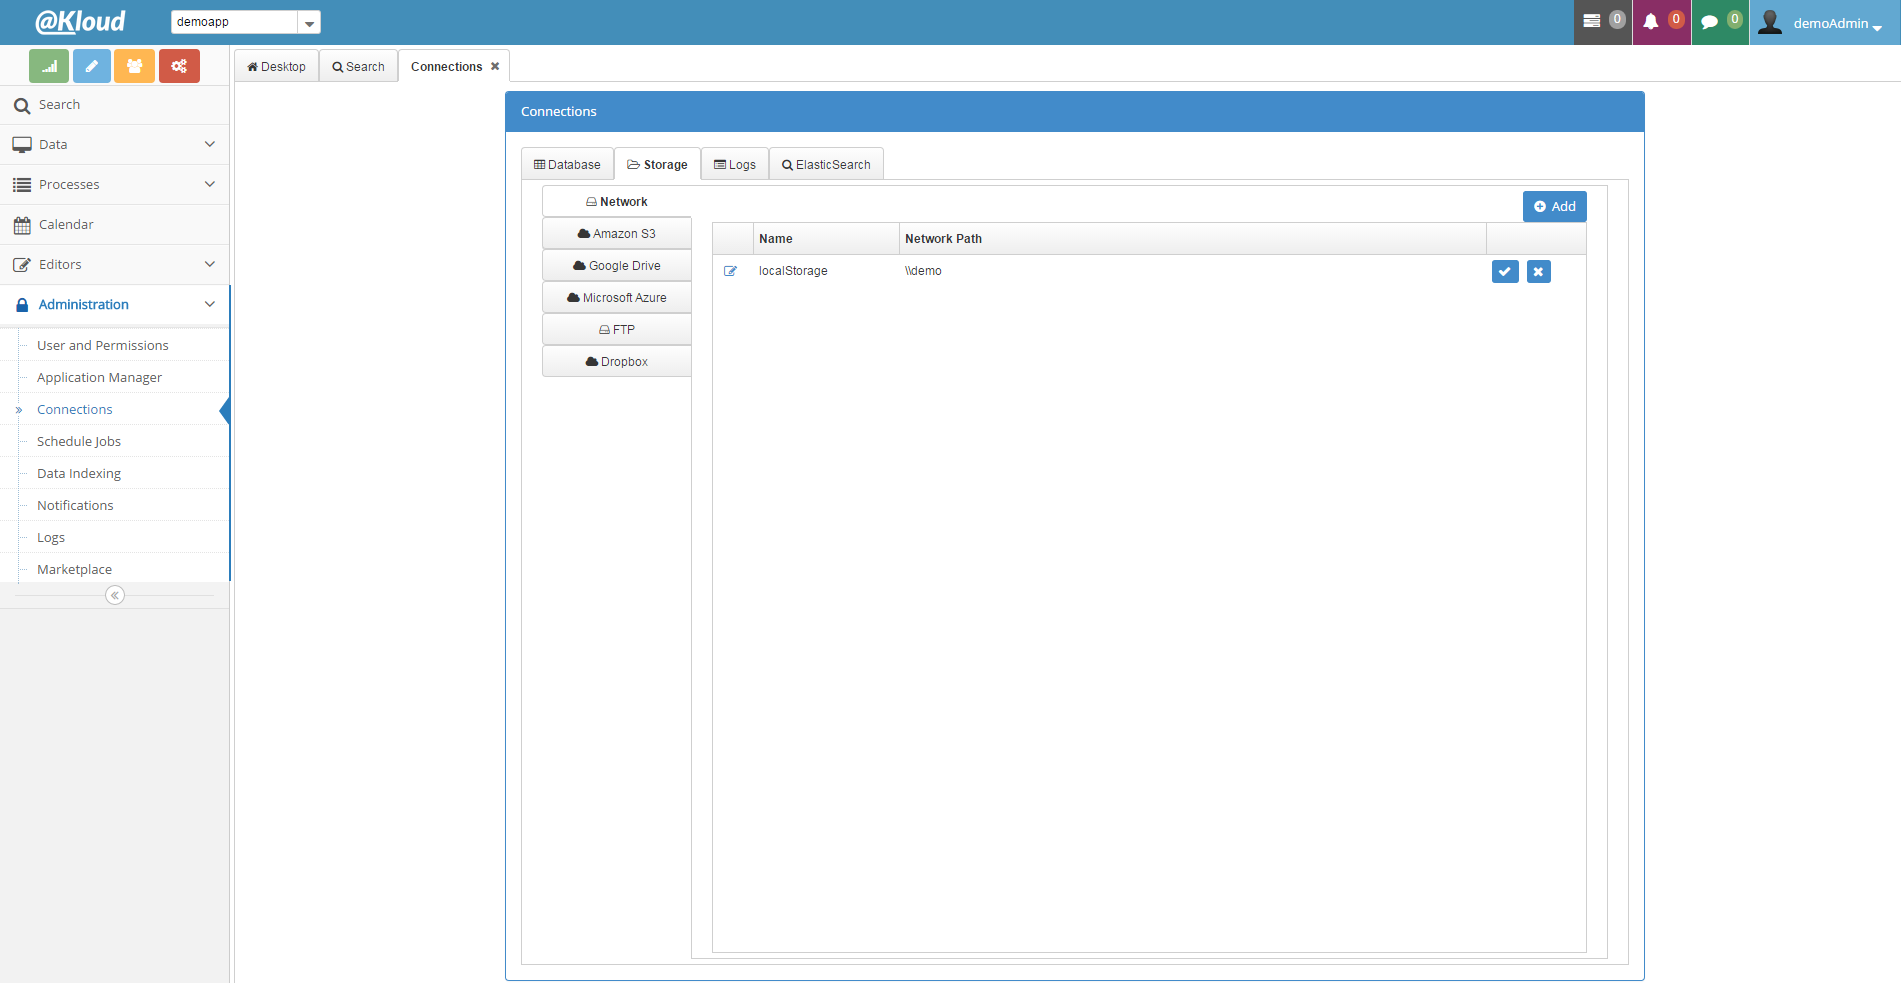 @Kloud
demoapp
0
0
0
demoAdmin
Desktop
Search
Connections
Search
Data
Processes
Calendar
Editors
Administration
User and Permissions
Application Manager
Connections
Schedule Jobs
Data Indexing
Notifications
Logs
Marketplace
Connections
Database
Storage
Logs
ElasticSearch
Network
Amazon S3
Google Drive
Microsoft Azure
FTP
Dropbox
Add
Name Network Path
localStorage \\demo